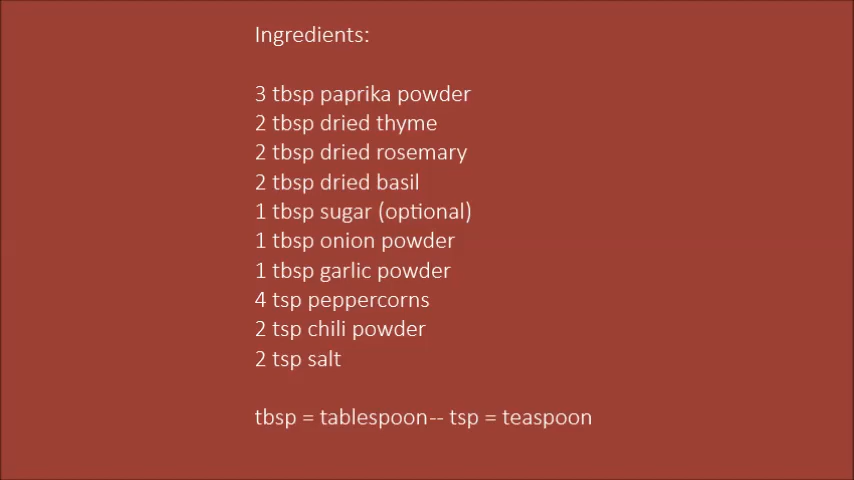 Ingredients:
3 tbsp paprika powder
2 tbsp dried thyme
2 tbsp dried rosemary
2 tbsp dried basil
1 tbsp sugar (optional)
1 tbsp onion powder
1 tbsp garlic powder
4 tsp peppercorns
2 tsp chili powder
2 tsp salt
tbsp = tablespoon-- tsp = teaspoon